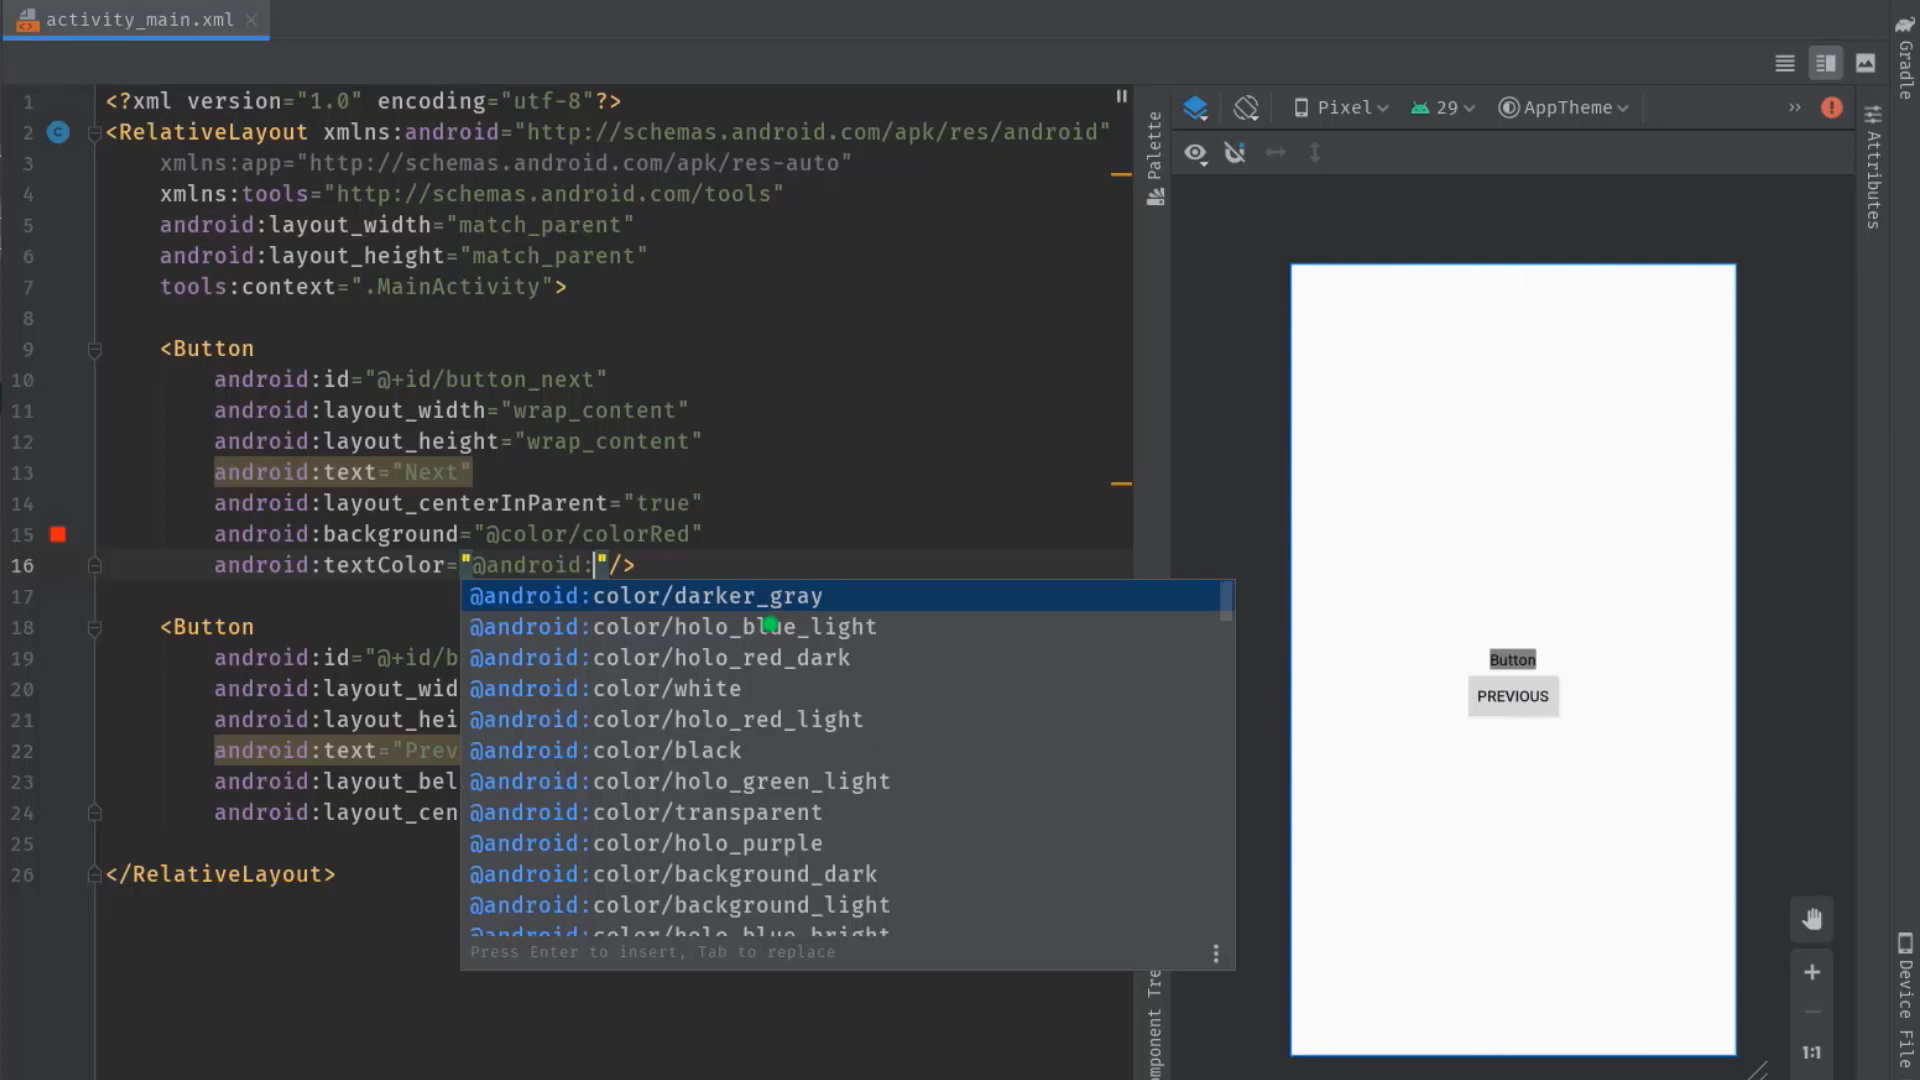 activity_main.xml
1 <?xml version="1.0" encoding="utf-8"?>
2 <RelativeLayout xmlns:android="http://schemas.android.com/apk/res/android"
3 xmlns:app="http://schemas.android.com/apk/res-auto"
4 xmlns:tools="http://schemas.android.com/tools"
5 android:layout_width="match_parent"
6 android:layout_height="match_parent"
7 tools:context=".MainActivity">
8
9 <Button
10 android:id="@+id/button_next"
11 android:layout_width="wrap_content"
12 android:layout_height="wrap_content"
13 android:text="Next"
14 android:layout_centerInParent="true"
15 android:background="@color/colorRed"
16 android:textColor="@android:"/>
17
18 <Button
19 android:id="@+id/b
20 android:layout_wid
21 android:layout_hei
22 android:text="Prev
23 android:layout_bel
24 android:layout_cen
25
26 </RelativeLayout>
@android:color/darker_gray
@android:color/holo_blue_light
@android:color/holo_red_dark
@android:color/white
@android:color/holo_red_light
@android:color/black
@android:color/holo_green_light
@android:color/transparent
@android:color/holo_purple
@android:color/background_dark
@android:color/background_light
@android:color/holo_blue_bright
Press Enter to insert, Tab to replace
Palette
Pixel 29 AppTheme
Button
PREVIOUS
1:1
Gradle
Attributes
Device File